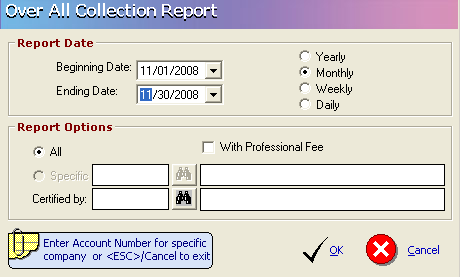 Over All Collection Report
Report Date
Beginning Date: 11/01/2008
Ending Date: 11/30/2008
Yearly
Monthly
Weekly
Daily
Report Options
All
With Professional Fee
Specific
Certified by:
Enter Account Number for specific
company or <ESC>/Cancel to exit
OK
Cancel